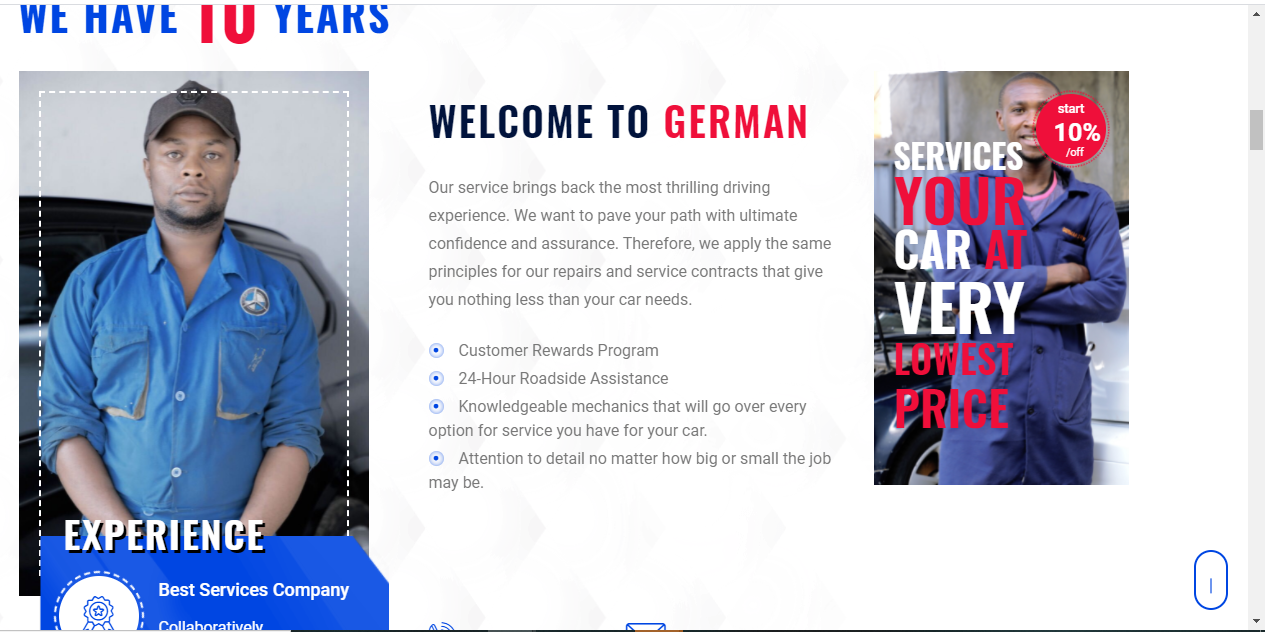 WE HAVE 10 YEARS
EXPERIENCE
Best Services Company
Collaboratively
WELCOME TO GERMAN
Our service brings back the most thrilling driving
experience. We want to pave your path with ultimate
confidence and assurance. Therefore, we apply the same
principles for our repairs and service contracts that give
you nothing less than your car needs.
Customer Rewards Program
24-Hour Roadside Assistance
Knowledgeable mechanics that will go over every
option for service you have for your car.
Attention to detail no matter how big or small the job
may be.
start
10%
/off
SERVICES
YOUR
CAR AT
VERY
LOWEST
PRICE